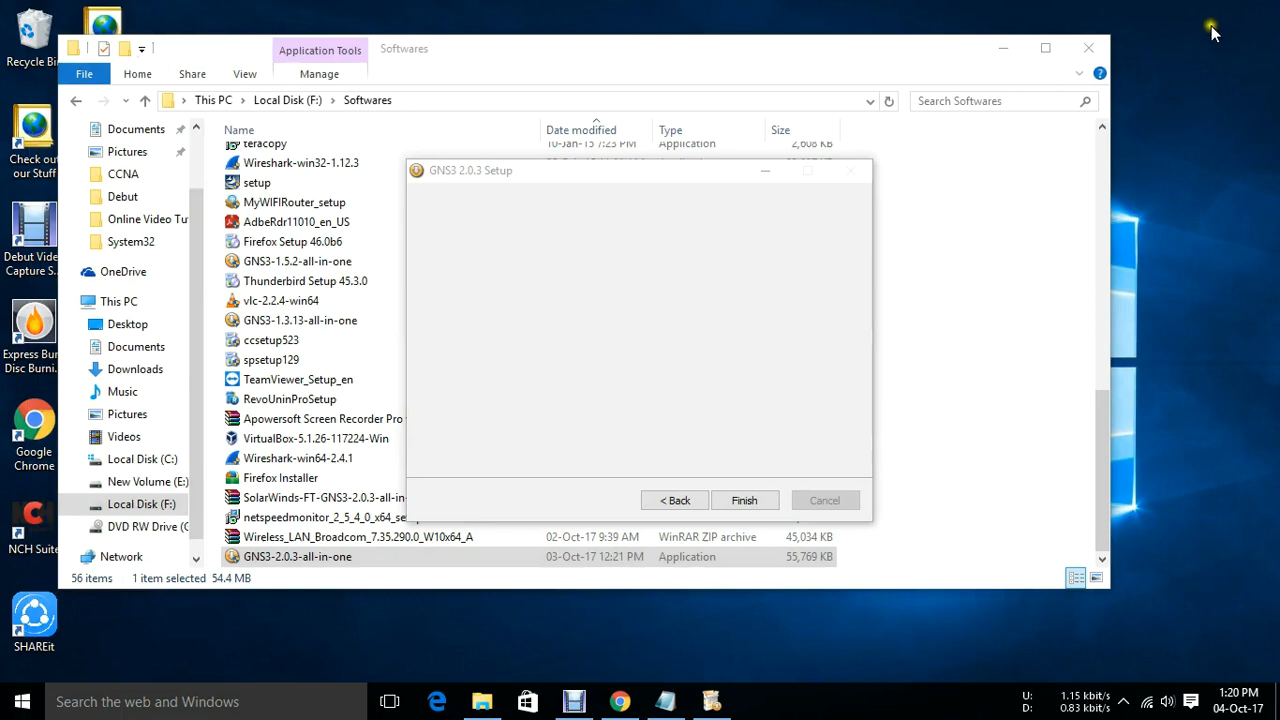 Recycle Bi
Application Tools
Softwares
File
Home
Share
View
Manage
This PC
Local Disk (F:)
Softwares
Search Softwares
Check out
our Stuff
Debut Vide
Capture S...
Express Bur
Disc Burni...
Google
Chrome
NCH Suite
SHAREit
Documents
Pictures
CCNA
Debut
Online Video Tu
System32
OneDrive
This PC
Desktop
Documents
Downloads
Music
Pictures
Videos
Local Disk (C:)
New Volume (E:)
Local Disk (F:)
DVD RW Drive (
Network
Name
Date modified
Type
Size
teracopy
10-Jan-15 7:23 PM
Application
2,608 KB
Wireshark-win32-1.12.3
setup
MyWIFIRouter_setup
AdbeRdr11010_en_US
Firefox Setup 46.0b6
GNS3-1.5.2-all-in-one
Thunderbird Setup 45.3.0
vlc-2.2.4-win64
GNS3-1.3.13-all-in-one
ccsetup523
spsetup129
TeamViewer_Setup_en
RevoUninProSetup
Apowersoft Screen Recorder Pro
VirtualBox-5.1.26-117224-Win
Wireshark-win64-2.4.1
Firefox Installer
SolarWinds-FT-GNS3-2.0.3-all-in-
netspeedmonitor_2_5_4_0_x64_se
Wireless_LAN_Broadcom_7.35.290.0_W10x64_A
02-Oct-17 9:39 AM
WinRAR ZIP archive
45,034 KB
GNS3-2.0.3-all-in-one
03-Oct-17 12:21 PM
Application
55,769 KB
GNS3 2.0.3 Setup
< Back
Finish
Cancel
56 items
1 item selected 54.4 MB
Search the web and Windows
U: 1.15 kbit/s
D: 0.83 kbit/s
1:20 PM
04-Oct-17